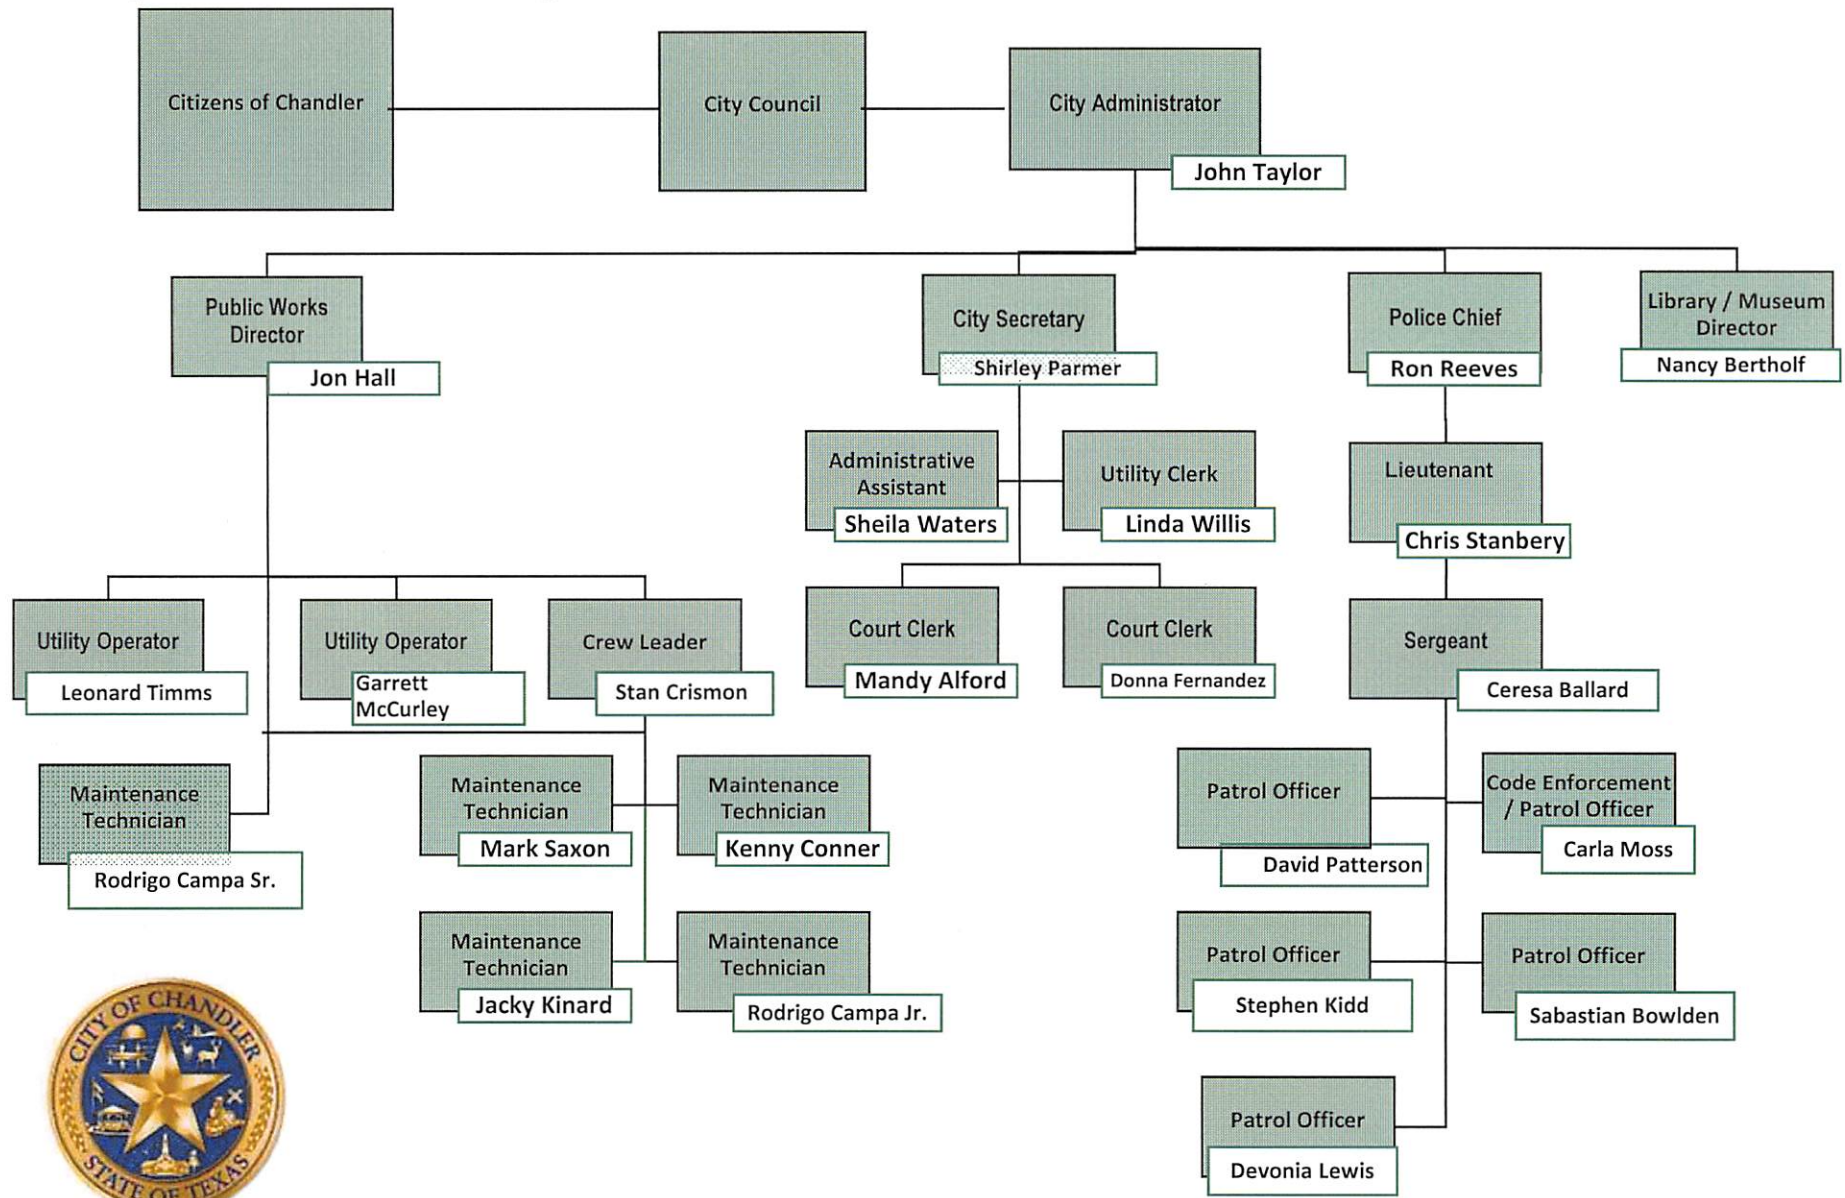 Citizens of Chandler
City Council
City Administrator
John Taylor
Public Works
Director
Jon Hall
City Secretary
Shirley Parmer
Police Chief
Ron Reeves
Library / Museum
Director
Nancy Bertholf
Administrative
Assistant
Sheila Waters
Utility Clerk
Linda Willis
Lieutenant
Chris Stanbery
Utility Operator
Leonard Timms
Utility Operator
Garrett
McCurley
Crew Leader
Stan Crismon
Court Clerk
Mandy Alford
Court Clerk
Donna Fernandez
Sergeant
Ceresa Ballard
Maintenance
Technician
Rodrigo Campa Sr.
Maintenance
Technician
Mark Saxon
Maintenance
Technician
Kenny Conner
Patrol Officer
David Patterson
Code Enforcement
/ Patrol Officer
Carla Moss
Maintenance
Technician
Jacky Kinard
Maintenance
Technician
Rodrigo Campa Jr.
Patrol Officer
Stephen Kidd
Patrol Officer
Sabastian Bowlden
Patrol Officer
Devonia Lewis
CITY OF CHANDLER
STATE OF TEXAS